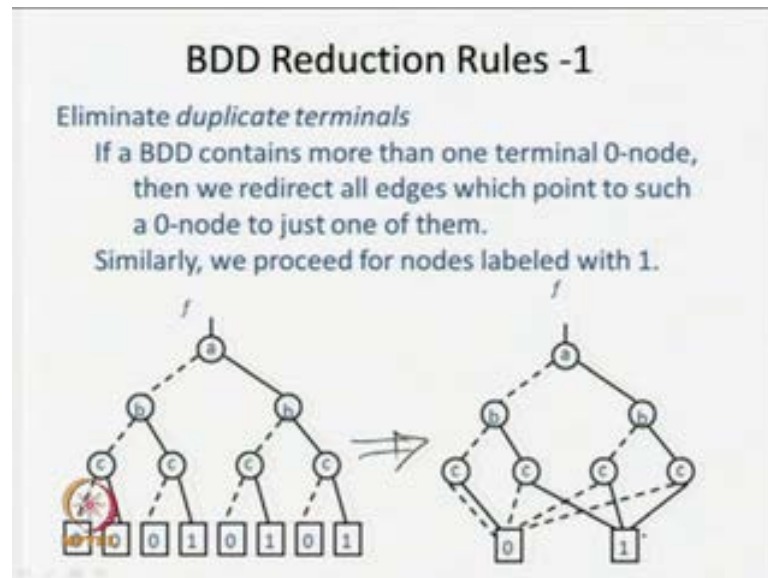 BDD Reduction Rules -1
Eliminate duplicate terminals
If a BDD contains more than one terminal 0-node,
then we redirect all edges which point to such
a 0-node to just one of them.
Similarly, we proceed for nodes labeled with 1.
f f
a a
b b b b
c c c c c c c c
0 0 1 0 1 0 1 0 1